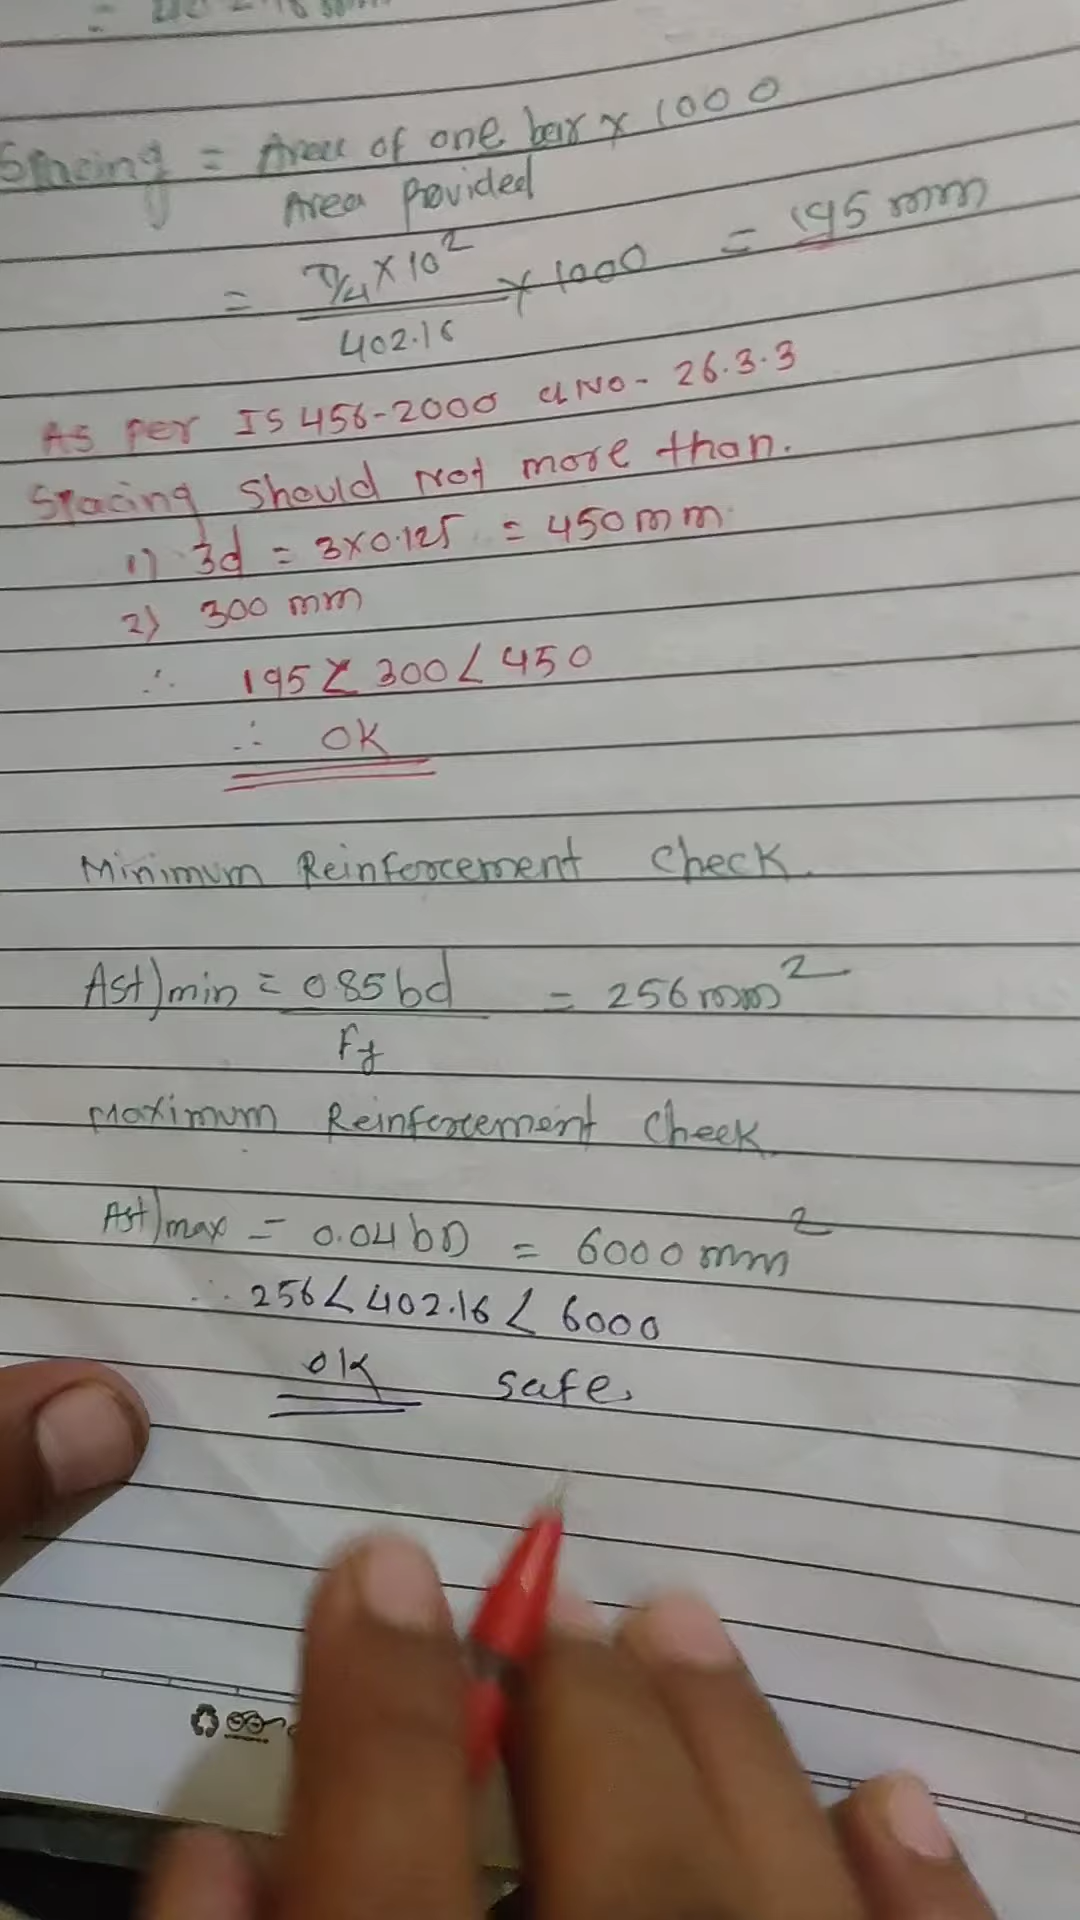 Spacing = Area of one bar x 1000
Area Provided
= π/4 x 10² x 1000 = 195 mm
402.16
As per IS 456-2000 cl No - 26.3.3
Spacing should Not more than.
1) 3d = 3x0.125 = 450 mm
2) 300 mm
∴ 195 < 300 < 450
∴ OK
Minimum Reinforcement Check.
Ast)min = 0.85bd = 256 mm²
Fy
Maximum Reinforcement Check
Ast)max = 0.04bD = 6000 mm²
∴ 256 < 402.16 < 6000
OK safe.